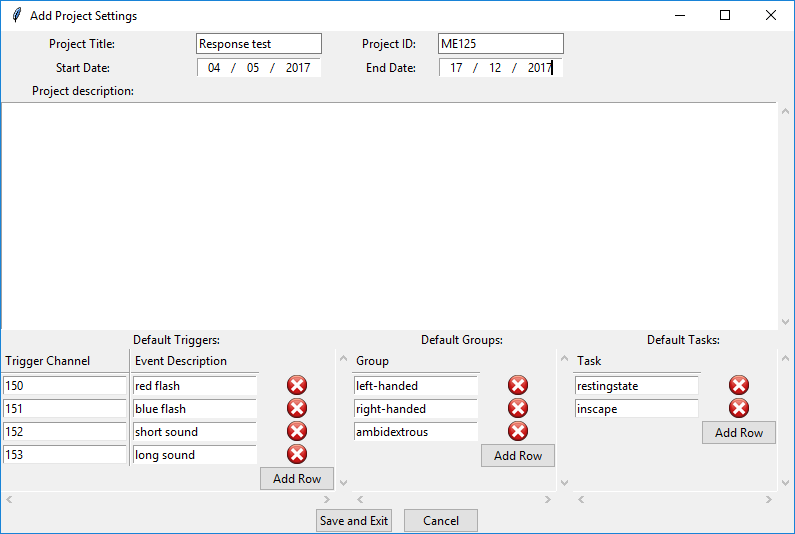 Add Project Settings
Project Title: Response test Project ID: ME125
Start Date: 04 / 05 / 2017 End Date: 17 / 12 / 2017
Project description:
Default Triggers: Default Groups: Default Tasks:
Trigger Channel Event Description Group Task
150 red flash left-handed restingstate
151 blue flash right-handed inscape
152 short sound ambidextrous Add Row
153 long sound Add Row
Add Row
Save and Exit Cancel